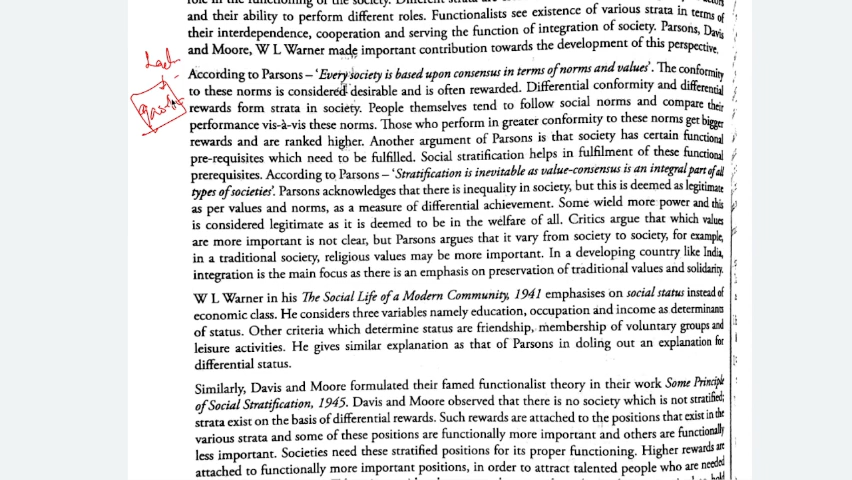 and their ability to perform different roles. Functionalists see existence of various strata in terms of
their interdependence, cooperation and serving the function of integration of society. Parsons, Davis
and Moore, W L Warner made important contribution towards the development of this perspective.
According to Parsons – 'Every society is based upon consensus in terms of norms and values'. The conformity
to these norms is considered desirable and is often rewarded. Differential conformity and differential
rewards form strata in society. People themselves tend to follow social norms and compare their
performance vis-à-vis these norms. Those who perform in greater conformity to these norms get bigger
rewards and are ranked higher. Another argument of Parsons is that society has certain functional
pre-requisites which need to be fulfilled. Social stratification helps in fulfilment of these functional
prerequisites. According to Parsons – 'Stratification is inevitable as value-consensus is an integral part of all
types of societies'. Parsons acknowledges that there is inequality in society, but this is deemed as legitimate
as per values and norms, as a measure of differential achievement. Some wield more power and this
is considered legitimate as it is deemed to be in the welfare of all. Critics argue that which values
are more important is not clear, but Parsons argues that it vary from society to society, for example,
in a traditional society, religious values may be more important. In a developing country like India,
integration is the main focus as there is an emphasis on preservation of traditional values and solidarity.
W L Warner in his The Social Life of a Modern Community, 1941 emphasises on social status instead of
economic class. He considers three variables namely education, occupation and income as determinants
of status. Other criteria which determine status are friendship, membership of voluntary groups and
leisure activities. He gives similar explanation as that of Parsons in doling out an explanation for
differential status.
Similarly, Davis and Moore formulated their famed functionalist theory in their work Some Principle
of Social Stratification, 1945. Davis and Moore observed that there is no society which is not stratified;
strata exist on the basis of differential rewards. Such rewards are attached to the positions that exist in the
various strata and some of these positions are functionally more important and others are functionally
less important. Societies need these stratified positions for its proper functioning. Higher rewards are
attached to functionally more important positions, in order to attract talented people who are needed